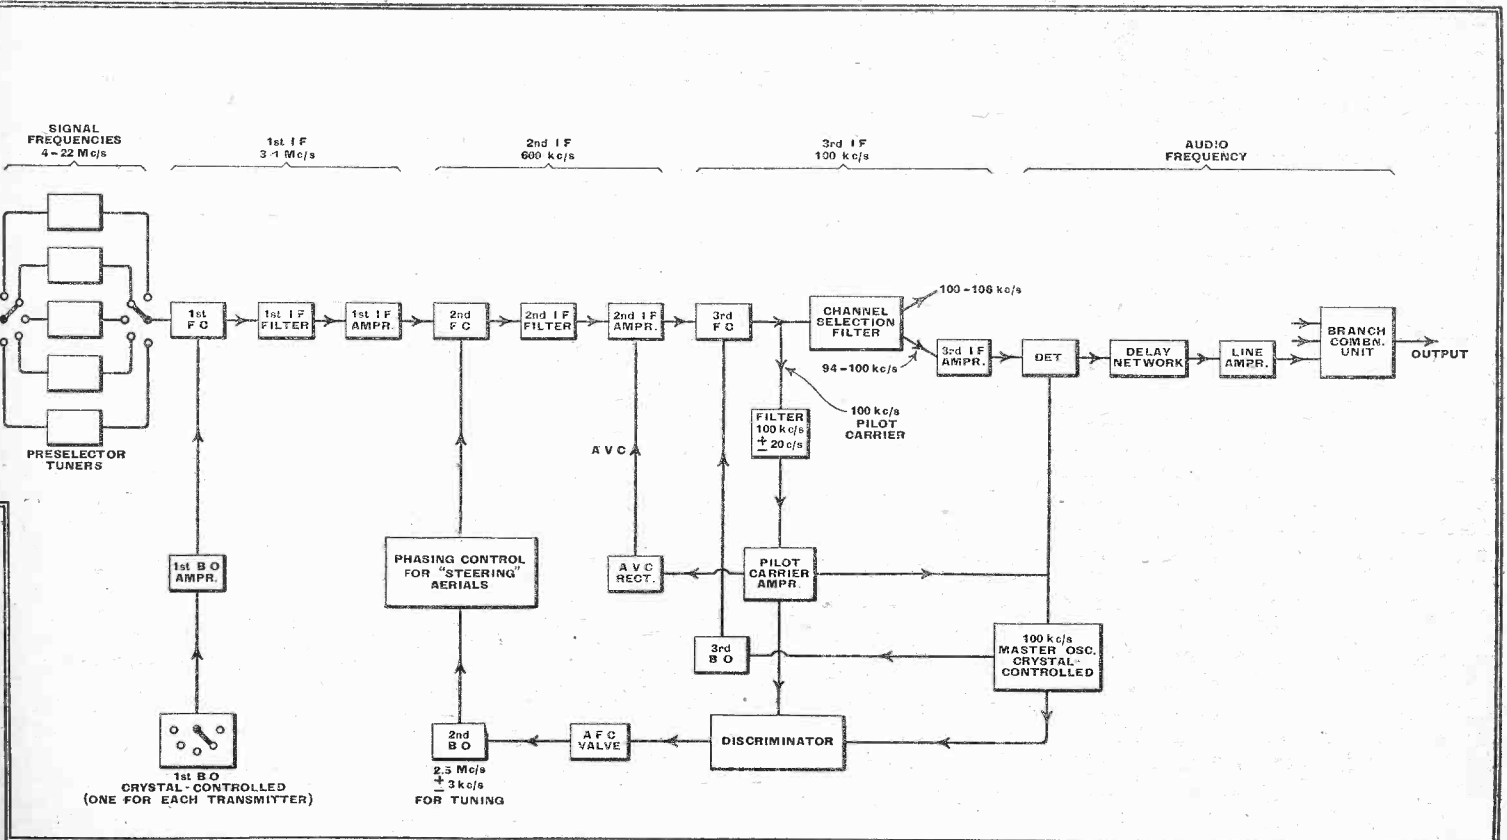 SIGNAL
FREQUENCIES
4-22 Mc/s
1st I F
3·1 Mc/s
2nd I F
600 kc/s
3rd I F
100 kc/s
AUDIO
FREQUENCY
PRESELECTOR
TUNERS
1st
F C
1st I F
FILTER
1st I F
AMPR.
2nd
F C
2nd I F
FILTER
2nd I F
AMPR.
3rd
F C
CHANNEL
SELECTION
FILTER
100-106 kc/s
94-100 kc/s
3rd I F
AMPR.
DET
DELAY
NETWORK
LINE
AMPR.
BRANCH
COMBN.
UNIT
OUTPUT
100 kc/s
PILOT
CARRIER
FILTER
100 kc/s
± 20 c/s
A V C
1st B O
AMPR.
PHASING CONTROL
FOR "STEERING"
AERIALS
A V C
RECT.
PILOT
CARRIER
AMPR.
3rd
B O
100 kc/s
MASTER OSC.
CRYSTAL-
CONTROLLED
1st B O
CRYSTAL-CONTROLLED
(ONE FOR EACH TRANSMITTER)
2nd
B O
2.5 Mc/s
± 3 kc/s
FOR TUNING
A F C
VALVE
DISCRIMINATOR